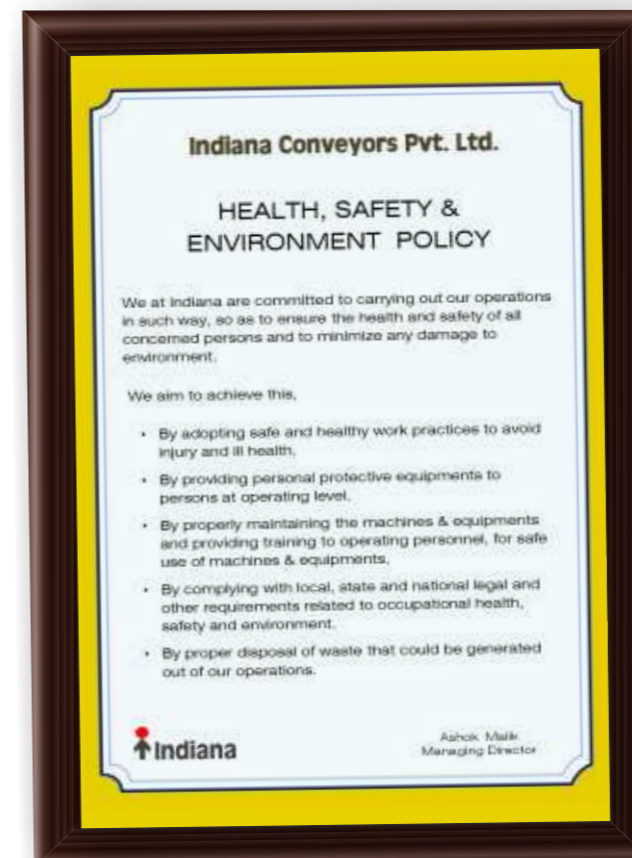 Indiana Conveyors Pvt. Ltd.
HEALTH, SAFETY &
ENVIRONMENT POLICY
We at Indiana are committed to carrying out our operations
in such way, so as to ensure the health and safety of all
concerned persons and to minimize any damage to
environment.
We aim to achieve this,
• By adopting safe and healthy work practices to avoid
injury and ill health.
• By providing personal protective equipments to
persons at operating level.
• By properly maintaining the machines & equipments
and providing training to operating personnel, for safe
use of machines & equipments.
• By complying with local, state and national legal and
other requirements related to occupational health,
safety and environment.
• By proper disposal of waste that could be generated
out of our operations.
Indiana
Ashok Malik
Managing Director